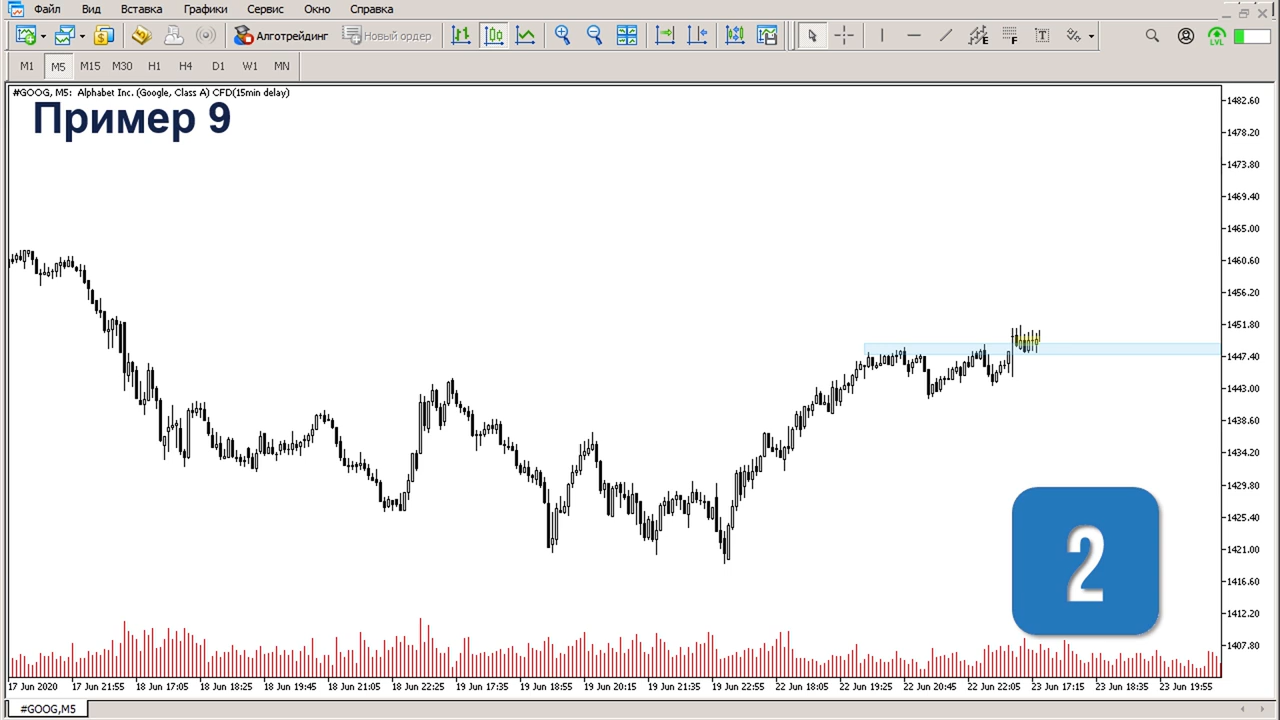 Файл Вид Вставка Графики Сервис Окно Справка
Алготрейдинг Новый ордер LVL
M1 M5 M15 M30 H1 H4 D1 W1 MN
#GOOG, M5: Alphabet Inc. (Google, Class A) CFD(15min delay)
Пример 9
1482.60
1478.20
1473.80
1469.40
1465.00
1460.60
1456.20
1451.80
1447.40
1443.00
1438.60
1434.20
1429.80
1425.40
1421.00
1416.60
1412.20
1407.80
2
17 Jun 2020 17 Jun 21:55 18 Jun 17:05 18 Jun 18:25 18 Jun 19:45 18 Jun 21:05 18 Jun 22:25 19 Jun 17:35 19 Jun 18:55 19 Jun 20:15 19 Jun 21:35 19 Jun 22:55 22 Jun 18:05 22 Jun 19:25 22 Jun 20:45 22 Jun 22:05 23 Jun 17:15 23 Jun 18:35 23 Jun 19:55
#GOOG,M5